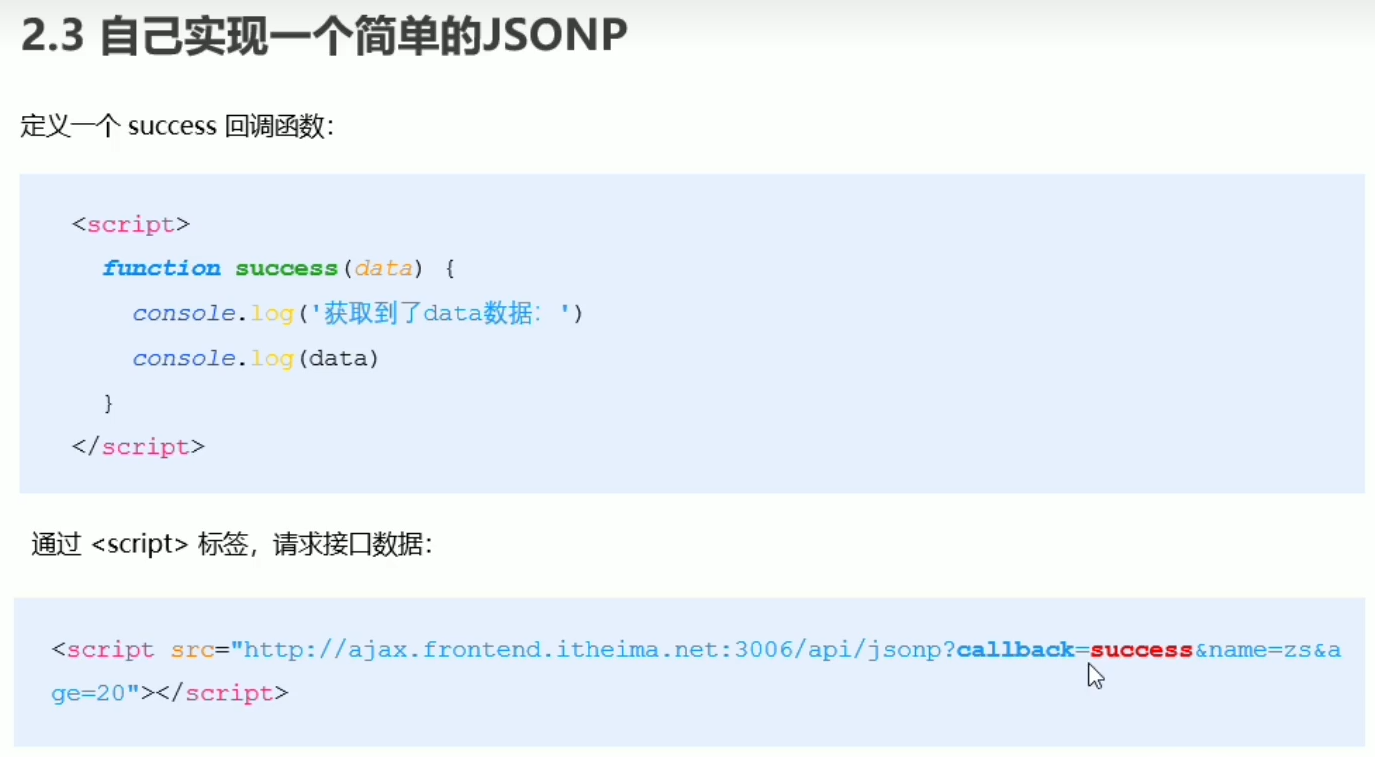 2.3 自己实现一个简单的JSONP
定义一个 success 回调函数：
<script>
function success(data) {
console.log('获取到了data数据：')
console.log(data)
}
</script>
通过 <script> 标签，请求接口数据：
<script src="http://ajax.frontend.itheima.net:3006/api/jsonp?callback=success&name=zs&a
ge=20"></script>